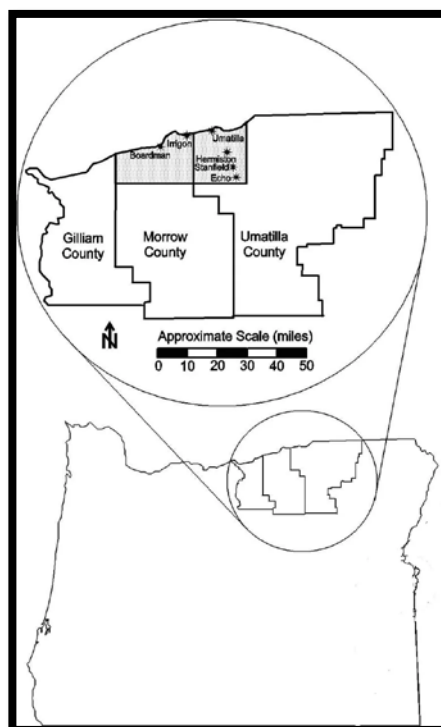 Umatilla
Irrigon
Boardman
Hermiston
Stanfield
Echo
Gilliam
County
Morrow
County
Umatilla
County
N
Approximate Scale (miles)
0 10 20 30 40 50